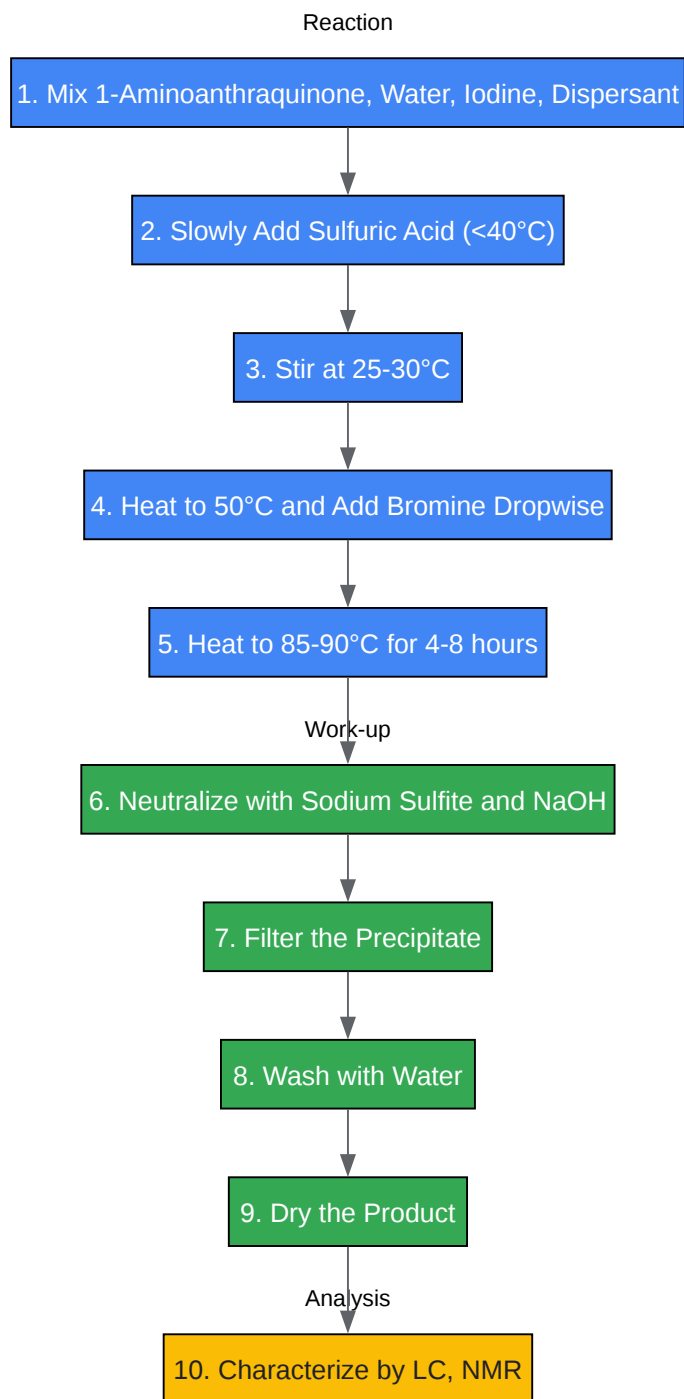 Reaction
1. Mix 1-Aminoanthraquinone, Water, Iodine, Dispersant
2. Slowly Add Sulfuric Acid (<40°C)
3. Stir at 25-30°C
4. Heat to 50°C and Add Bromine Dropwise
5. Heat to 85-90°C for 4-8 hours
Work-up
6. Neutralize with Sodium Sulfite and NaOH
7. Filter the Precipitate
8. Wash with Water
9. Dry the Product
Analysis
10. Characterize by LC, NMR